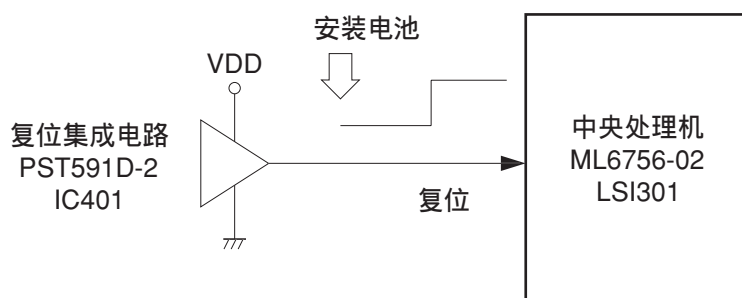 安装电池
VDD
复位集成电路
PST591D-2
IC401
复位
中央处理机
ML6756-02
LSI301